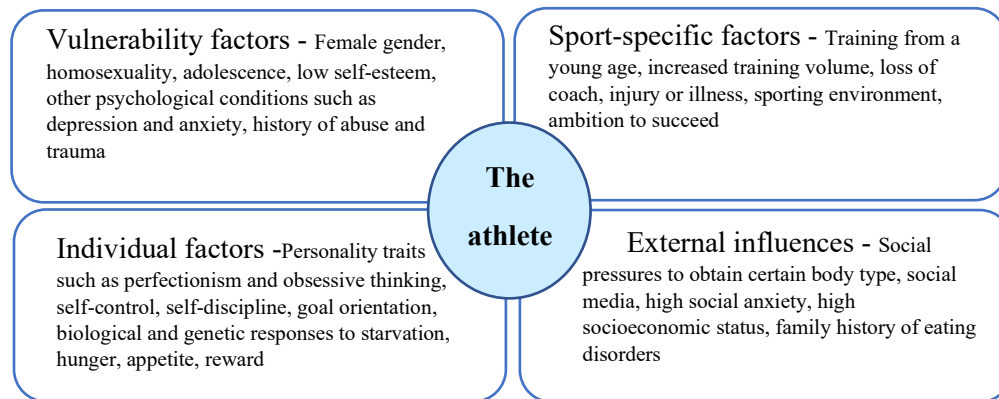 Vulnerability factors - Female gender,
homosexuality, adolescence, low self-esteem,
other psychological conditions such as
depression and anxiety, history of abuse and
trauma
Sport-specific factors - Training from a
young age, increased training volume, loss of
coach, injury or illness, sporting environment,
ambition to succeed
The
athlete
Individual factors -Personality traits
such as perfectionism and obsessive thinking,
self-control, self-discipline, goal orientation,
biological and genetic responses to starvation,
hunger, appetite, reward
External influences - Social
pressures to obtain certain body type, social
media, high social anxiety, high
socioeconomic status, family history of eating
disorders